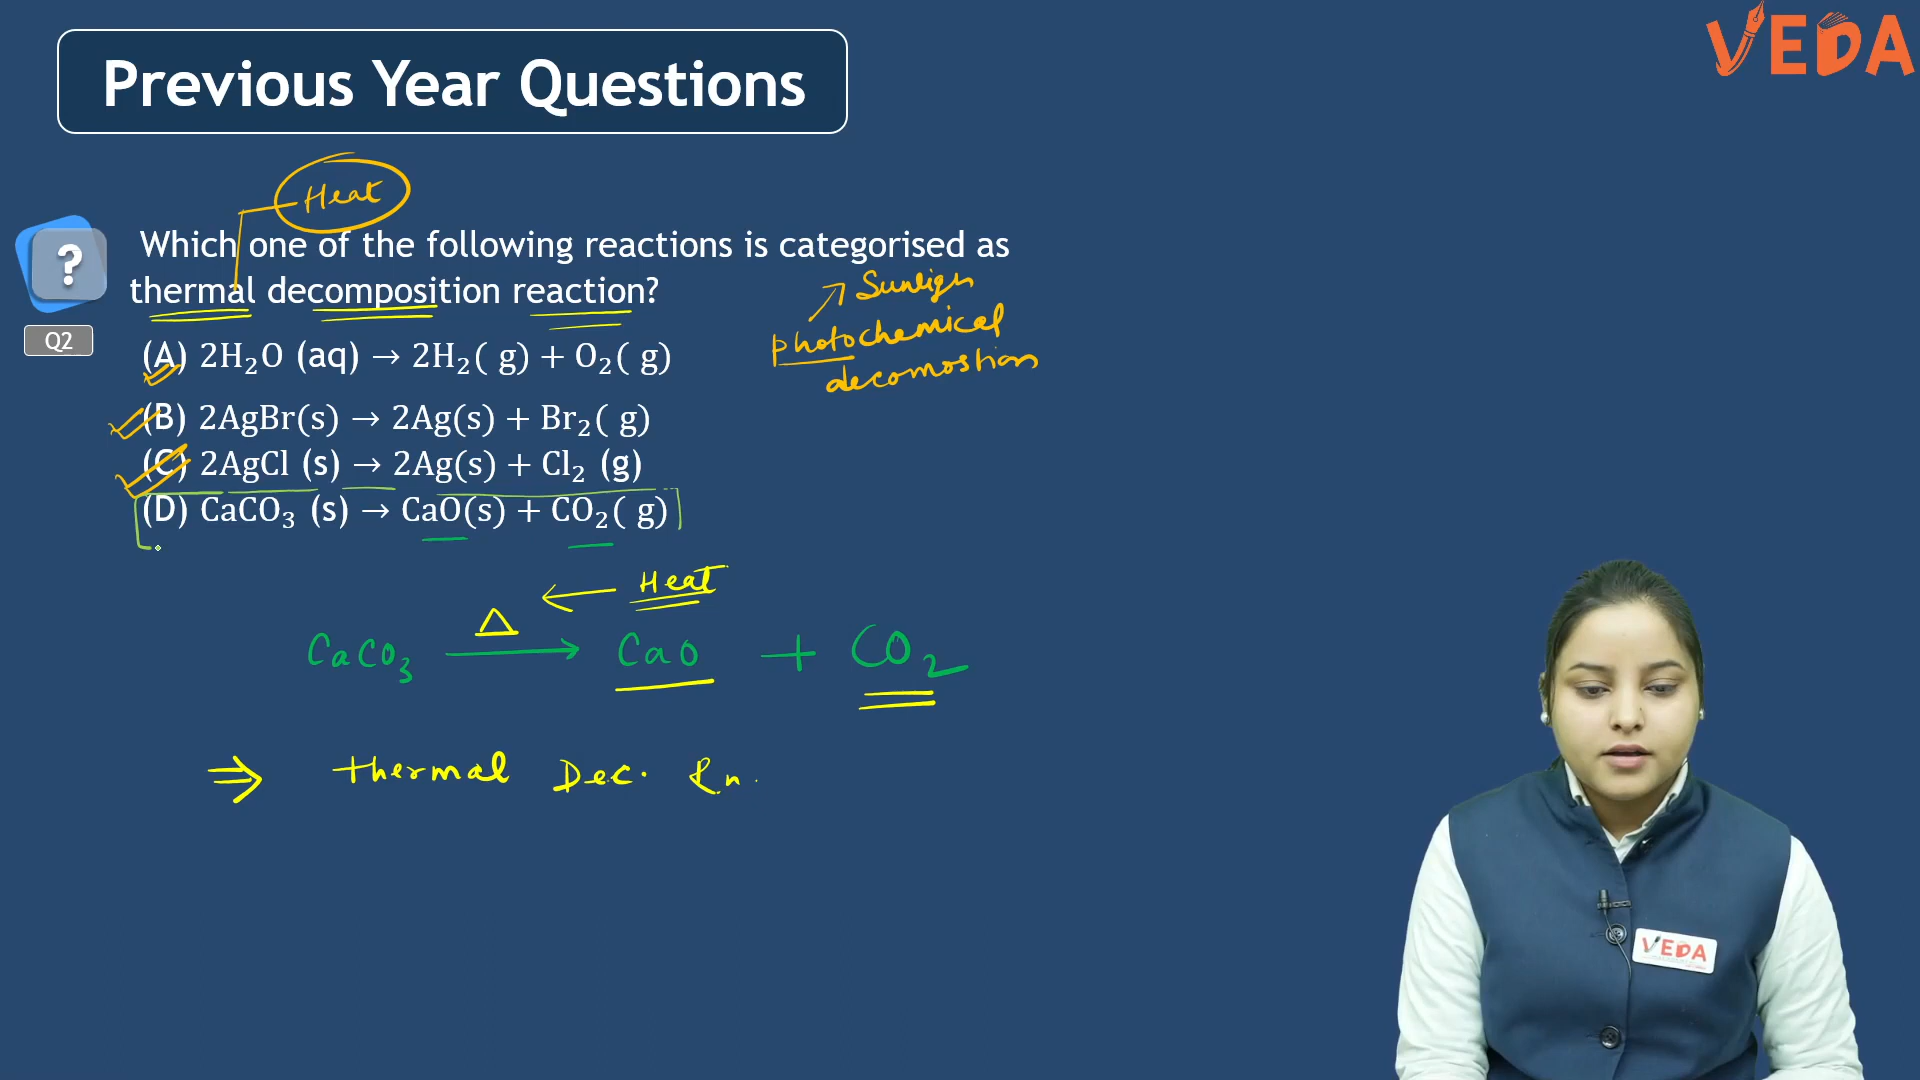 VEDA
Previous Year Questions
Heat
Which one of the following reactions is categorised as
thermal decomposition reaction?
?
Q2
Sunligh
photochemical
decomostion
(A) 2H₂O (aq) → 2H₂( g) + O₂( g)
(B) 2AgBr(s) → 2Ag(s) + Br₂( g)
(C) 2AgCl (s) → 2Ag(s) + Cl₂ (g)
(D) CaCO₃ (s) → CaO(s) + CO₂( g)
Heat
CaCO₃ Δ→ CaO + CO₂
⇒ thermal Dec. Rn.
VEDA